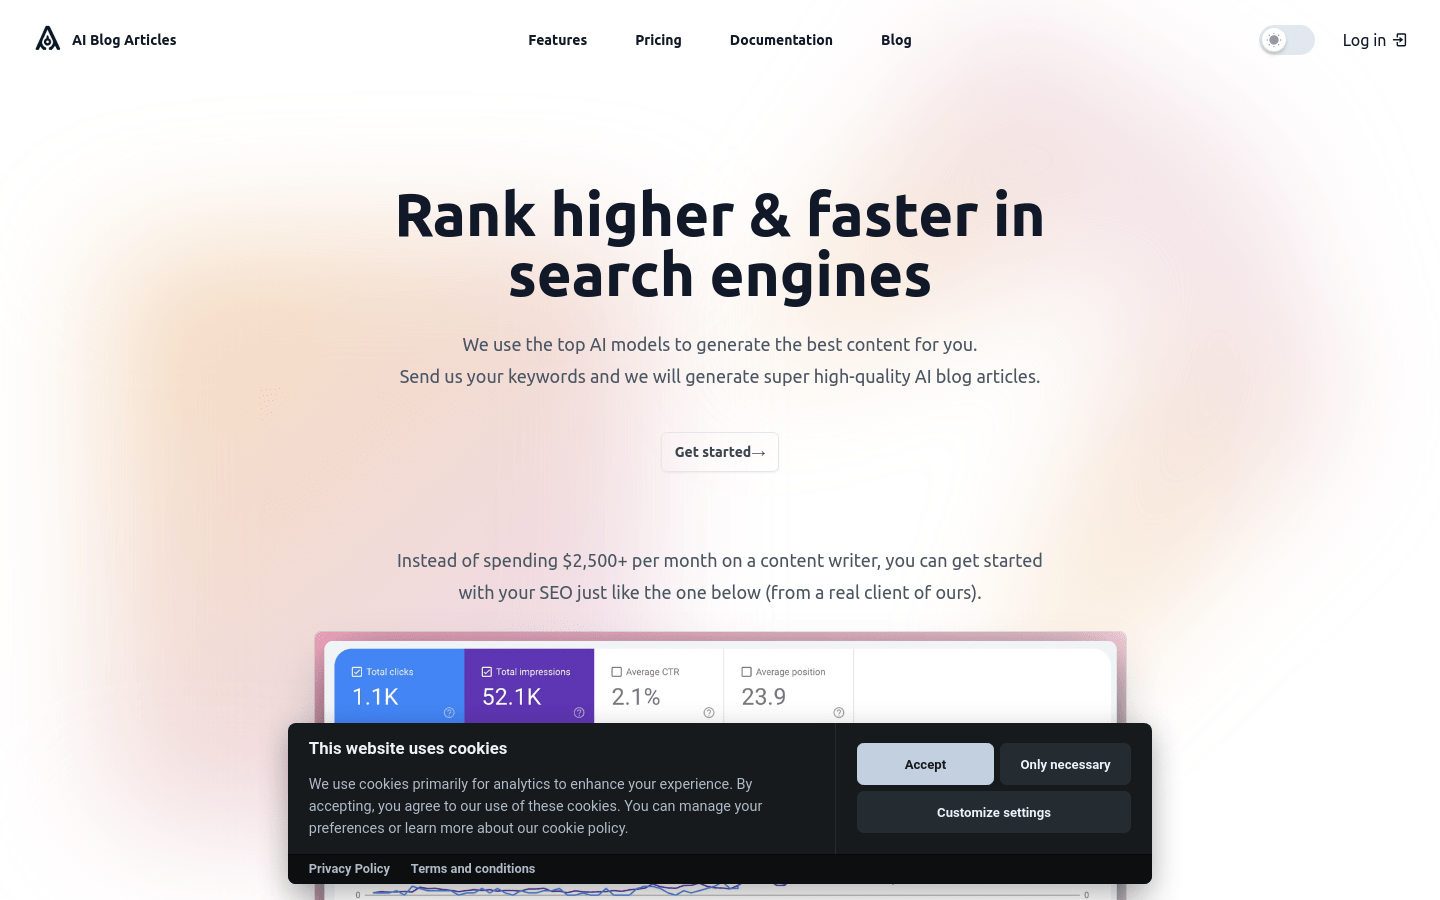 AI Blog Articles
Features
Pricing
Documentation
Blog
Log in
Rank higher & faster in
search engines
We use the top AI models to generate the best content for you.
Send us your keywords and we will generate super high-quality AI blog articles.
Get started→
Instead of spending $2,500+ per month on a content writer, you can get started
with your SEO just like the one below (from a real client of ours).
Total clicks
1.1K
Total impressions
52.1K
Average CTR
2.1%
Average position
23.9
This website uses cookies
We use cookies primarily for analytics to enhance your experience. By
accepting, you agree to our use of these cookies. You can manage your
preferences or learn more about our cookie policy.
Accept
Only necessary
Customize settings
Privacy Policy
Terms and conditions
0
0